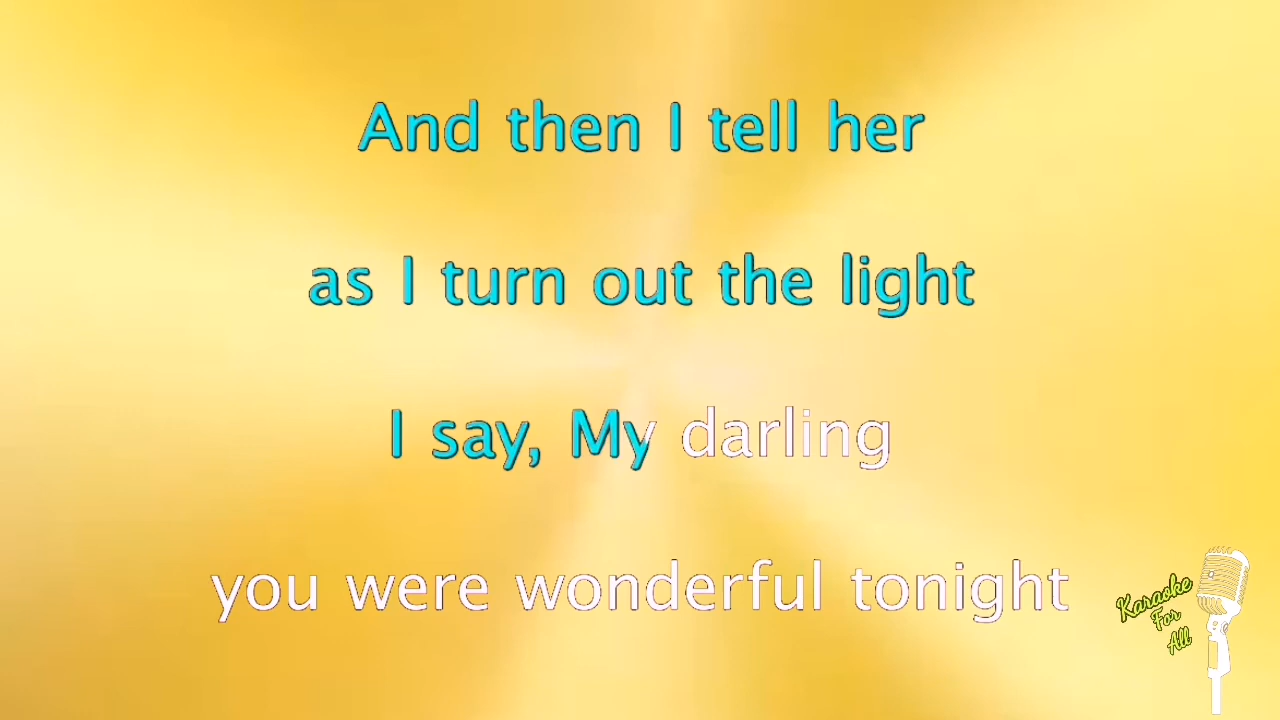 And then I tell her
as I turn out the light
I say, My darling
you were wonderful tonight
Karaoke
For
All